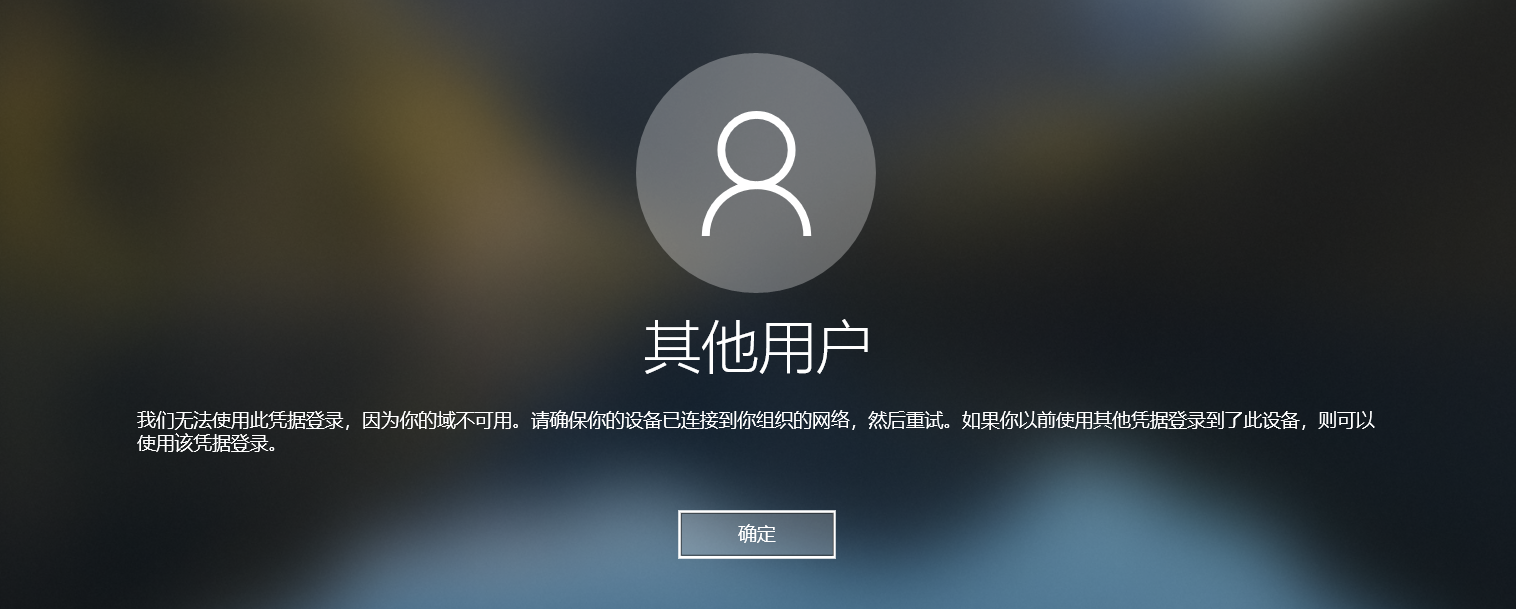 其他用户
我们无法使用此凭据登录，因为你的域不可用。请确保你的设备已连接到你组织的网络，然后重试。如果你以前使用其他凭据登录到了此设备，则可以
使用该凭据登录。
确定